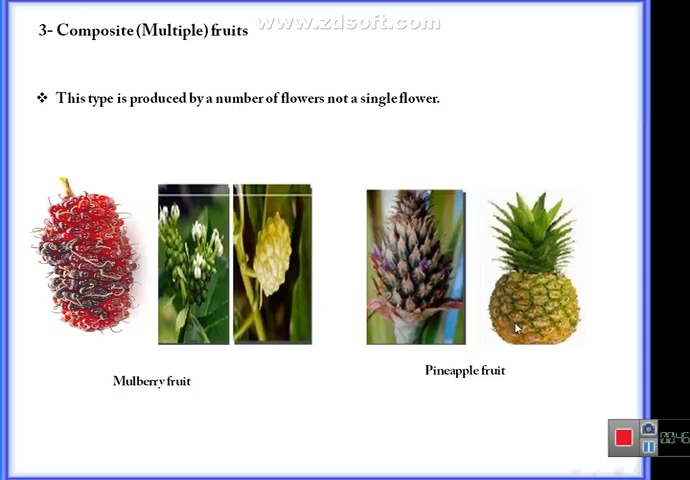 www.zdsoft.com
3- Composite (Multiple) fruits
❖ This type is produced by a number of flowers not a single flower.
Mulberry fruit
Pineapple fruit